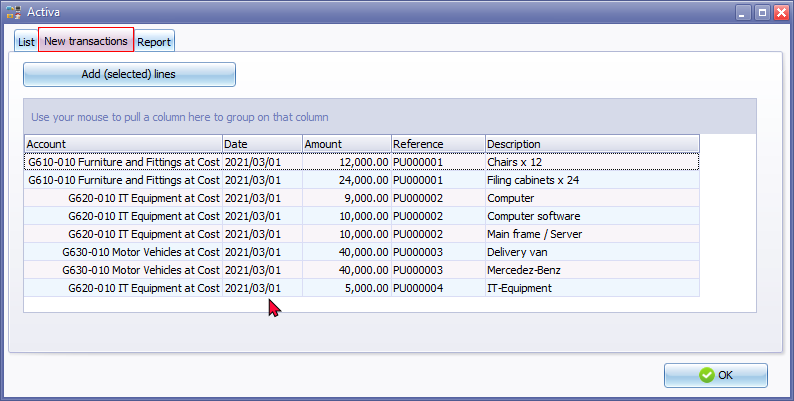 Activa
List New transactions Report
Add (selected) lines
Use your mouse to pull a column here to group on that column
Account Date Amount Reference Description
G610-010 Furniture and Fittings at Cost 2021/03/01 12,000.00 PU000001 Chairs x 12
G610-010 Furniture and Fittings at Cost 2021/03/01 24,000.00 PU000001 Filing cabinets x 24
G620-010 IT Equipment at Cost 2021/03/01 9,000.00 PU000002 Computer
G620-010 IT Equipment at Cost 2021/03/01 10,000.00 PU000002 Computer software
G620-010 IT Equipment at Cost 2021/03/01 10,000.00 PU000002 Main frame / Server
G630-010 Motor Vehicles at Cost 2021/03/01 40,000.00 PU000003 Delivery van
G630-010 Motor Vehicles at Cost 2021/03/01 40,000.00 PU000003 Mercedez-Benz
G620-010 IT Equipment at Cost 2021/03/01 5,000.00 PU000004 IT-Equipment
OK